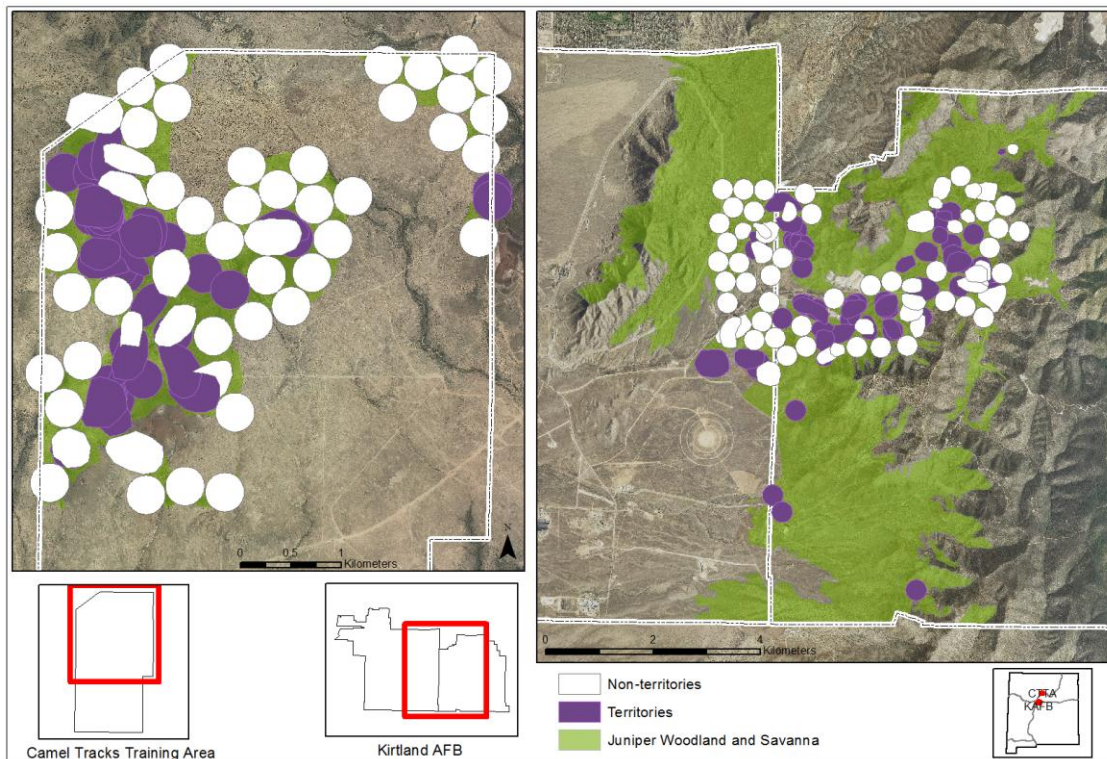 N
0 0.5 1
Kilometers
0 2 4
Kilometers
Camel Tracks Training Area
Kirtland AFB
Non-territories
Territories
Juniper Woodland and Savanna
CTTA
KAFB